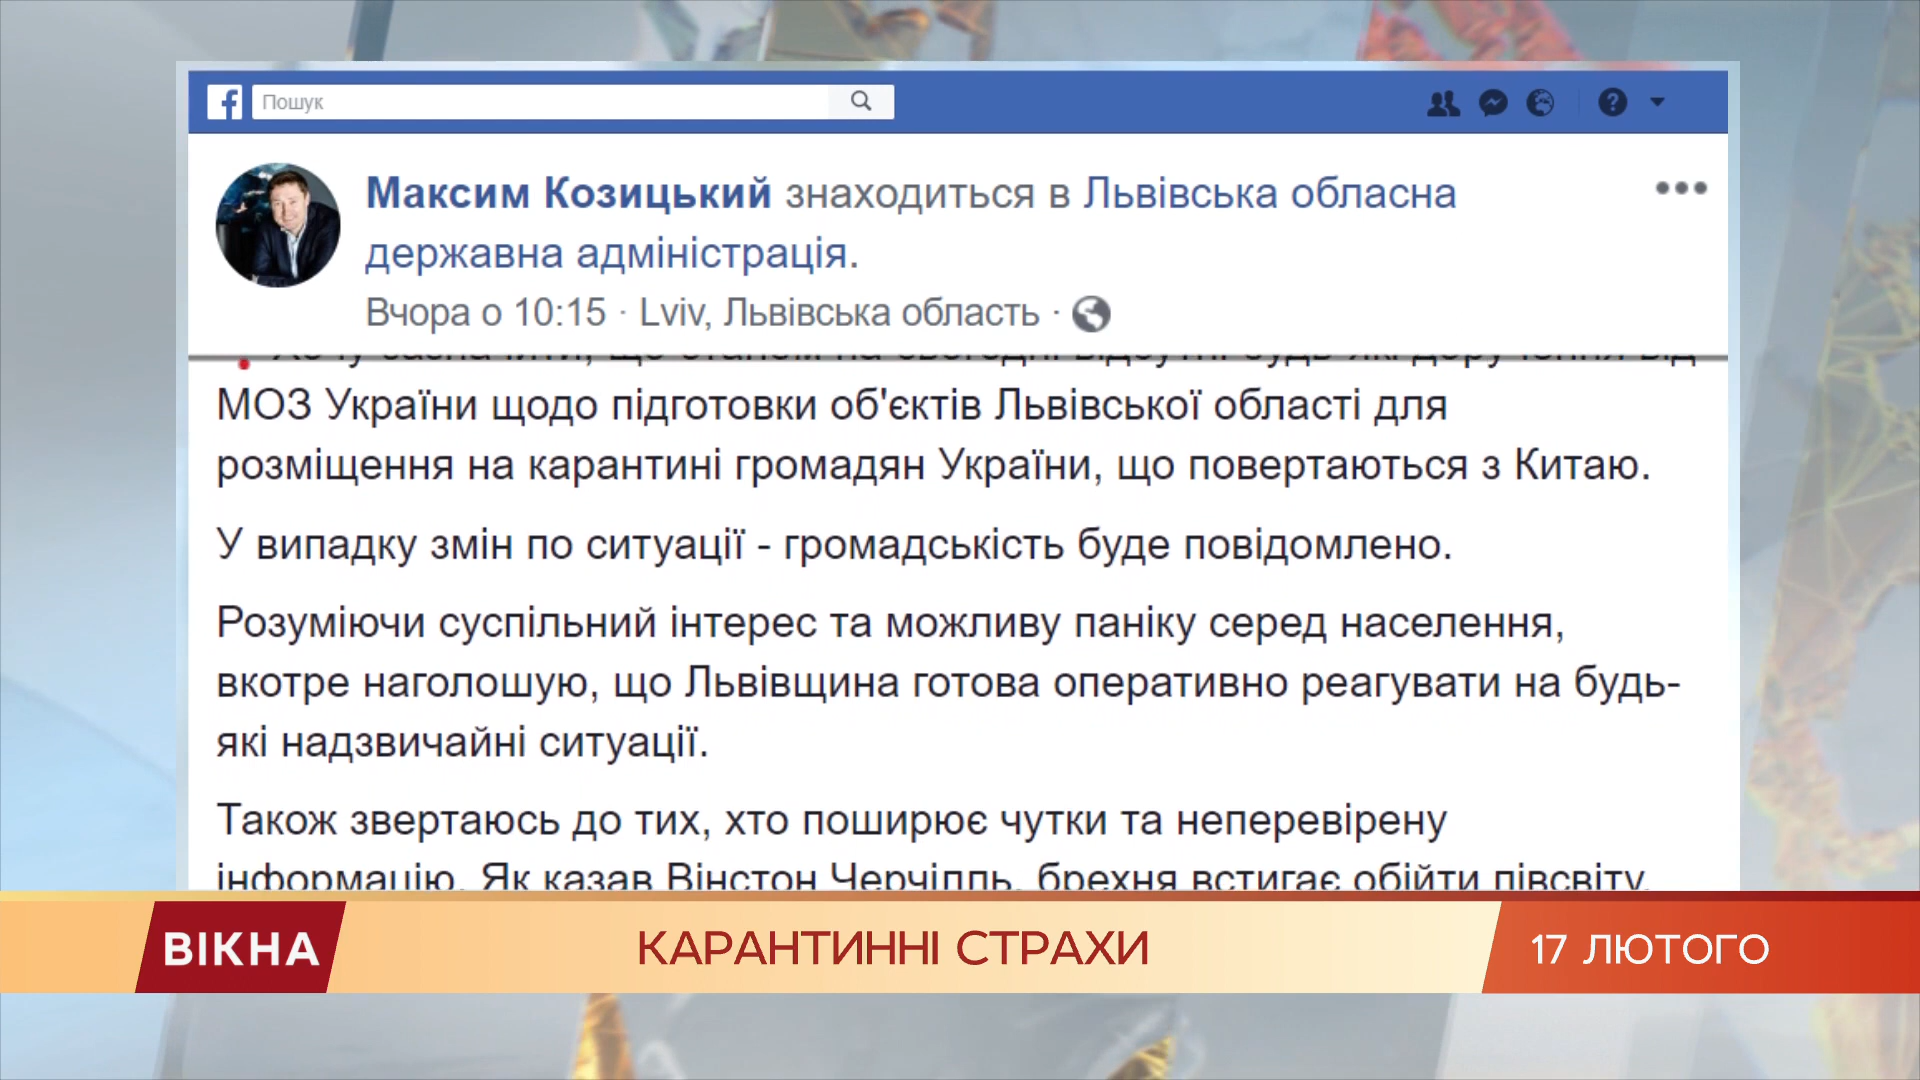 Пошук
Максим Козицький знаходиться в Львівська обласна
державна адміністрація.
Вчора о 10:15 · Lviv, Львівська область ·
МОЗ України щодо підготовки об'єктів Львівської області для
розміщення на карантині громадян України, що повертаються з Китаю.
У випадку змін по ситуації - громадськість буде повідомлено.
Розуміючи суспільний інтерес та можливу паніку серед населення,
вкотре наголошую, що Львівщина готова оперативно реагувати на будь-
які надзвичайні ситуації.
Також звертаюсь до тих, хто поширює чутки та неперевірену
інформацію. Як казав Вінстон Черчілль, брехня встигає обійти півсвіту,
ВІКНА
КАРАНТИННІ СТРАХИ
17 ЛЮТОГО